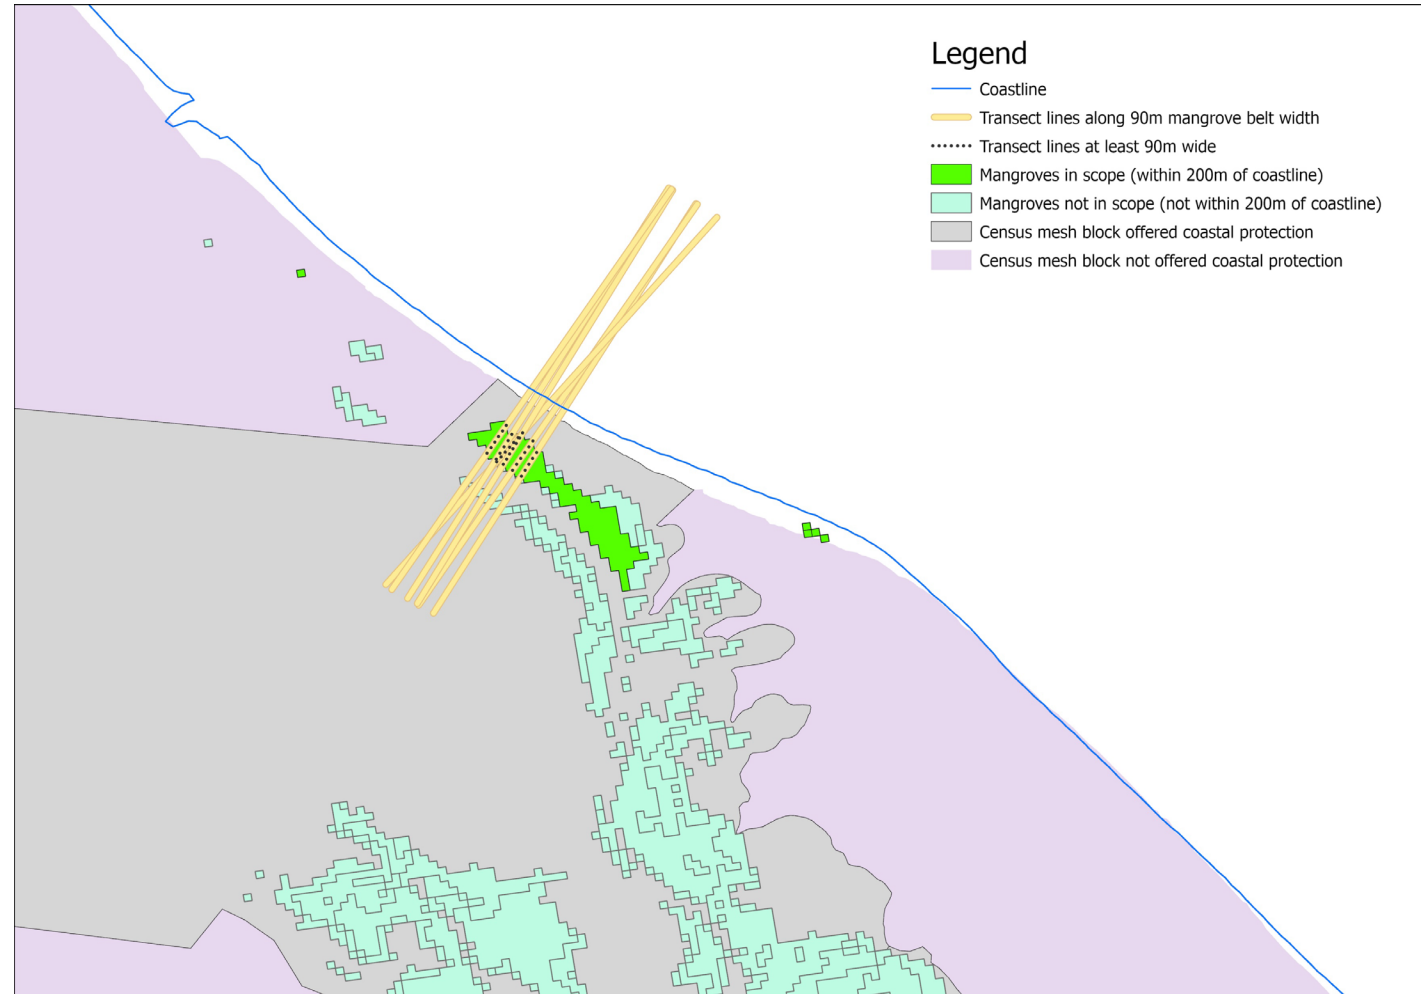 Legend
Coastline
Transect lines along 90m mangrove belt width
Transect lines at least 90m wide
Mangroves in scope (within 200m of coastline)
Mangroves not in scope (not within 200m of coastline)
Census mesh block offered coastal protection
Census mesh block not offered coastal protection